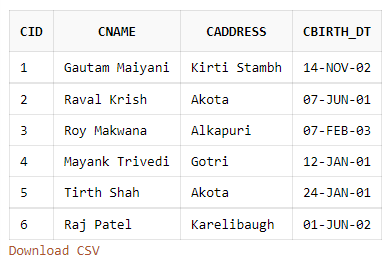 CID CNAME CADDRESS CBIRTH_DT
1 Gautam Maiyani Kirti Stambh 14-NOV-02
2 Raval Krish Akota 07-JUN-01
3 Roy Makwana Alkapuri 07-FEB-03
4 Mayank Trivedi Gotri 12-JAN-01
5 Tirth Shah Akota 24-JAN-01
6 Raj Patel Karelibaugh 01-JUN-02
Download CSV